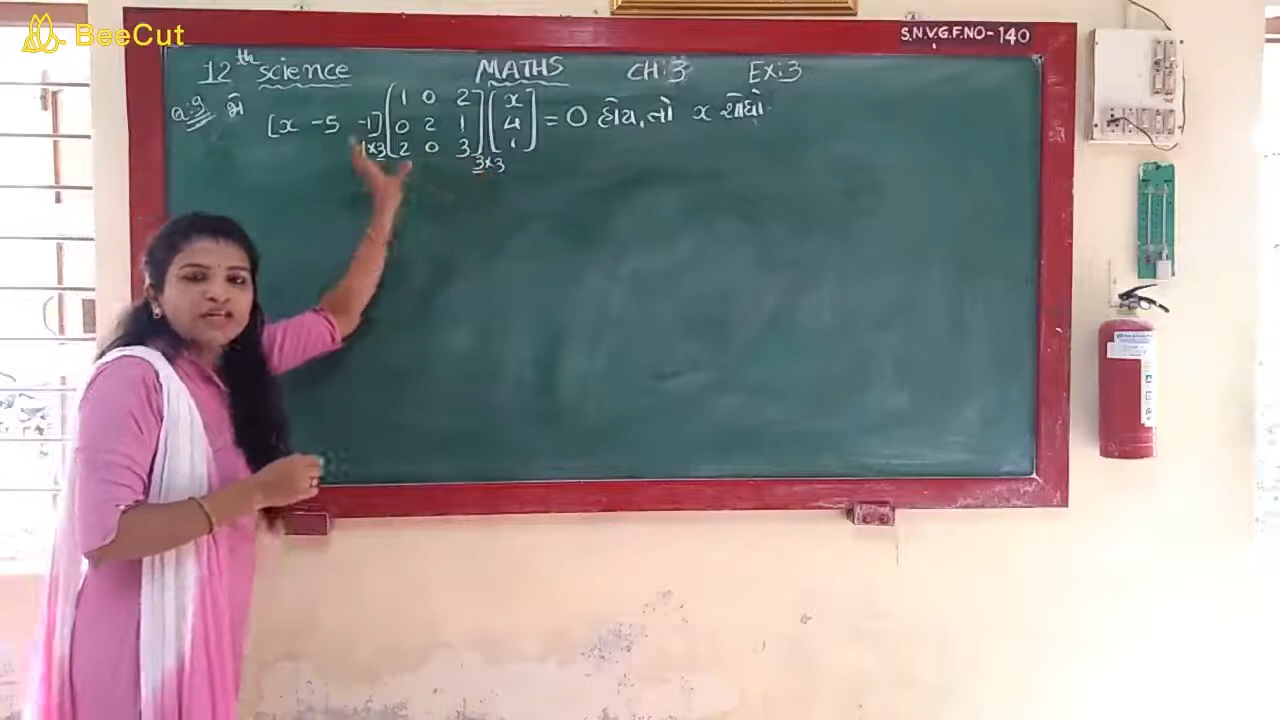 BeeCut
S.N.V.G.F.NO-140
12th science MATHS CH:3 Ex:3
Q:9 જો [x -5 -1] [1 0 2 0 2 1 2 0 3] [x 4 1] = 0 હોય, તો x શોધો.
1×3 3×3